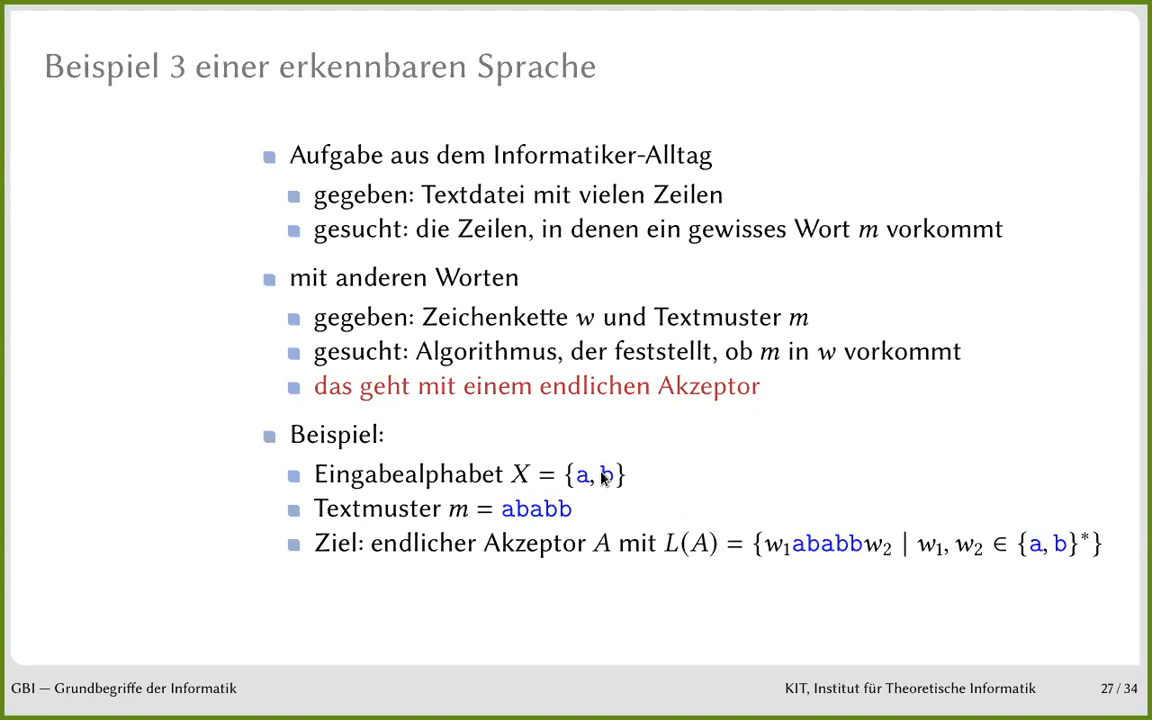 Beispiel 3 einer erkennbaren Sprache
Aufgabe aus dem Informatiker-Alltag
gegeben: Textdatei mit vielen Zeilen
gesucht: die Zeilen, in denen ein gewisses Wort m vorkommt
mit anderen Worten
gegeben: Zeichenkette w und Textmuster m
gesucht: Algorithmus, der feststellt, ob m in w vorkommt
das geht mit einem endlichen Akzeptor
Beispiel:
Eingabealphabet X = {a, b}
Textmuster m = ababb
Ziel: endlicher Akzeptor A mit L(A) = {w₁ababbw₂ | w₁, w₂ ∈ {a, b}*}
GBI — Grundbegriffe der Informatik
KIT, Institut für Theoretische Informatik
27 / 34